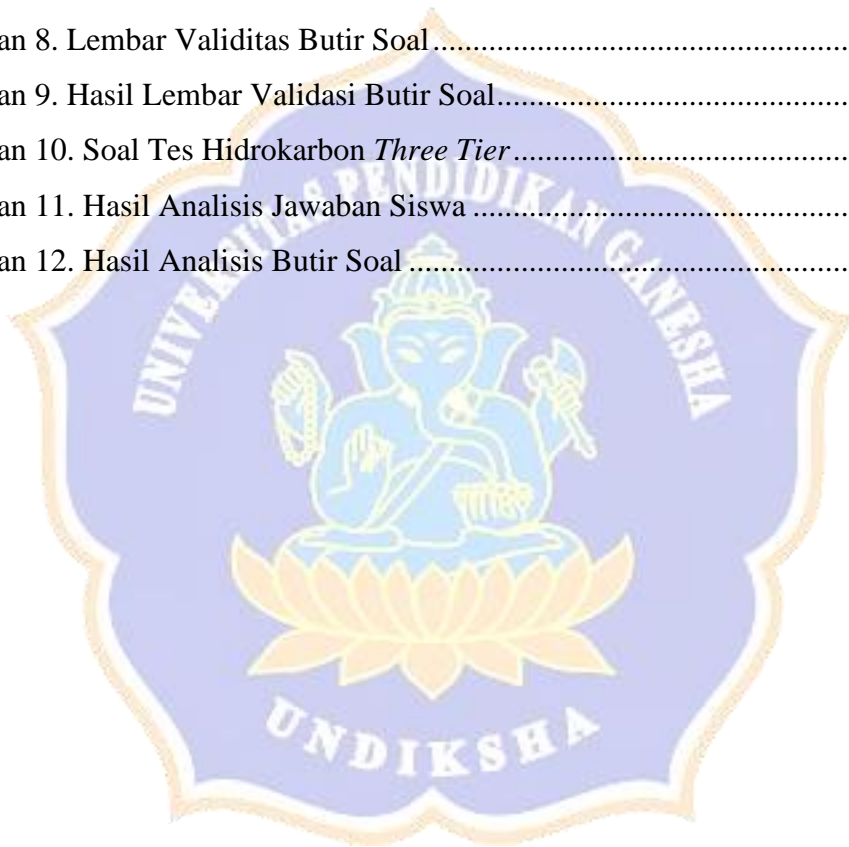 an 8. Lembar Validitas Butir Soal....................................................
an 9. Hasil Lembar Validasi Butir Soal............................................
an 10. Soal Tes Hidrokarbon Three Tier..........................................
an 11. Hasil Analisis Jawaban Siswa ...............................................
an 12. Hasil Analisis Butir Soal .......................................................
UNIVERSITAS PENDIDIKAN GANESHA
UNDIKSHA